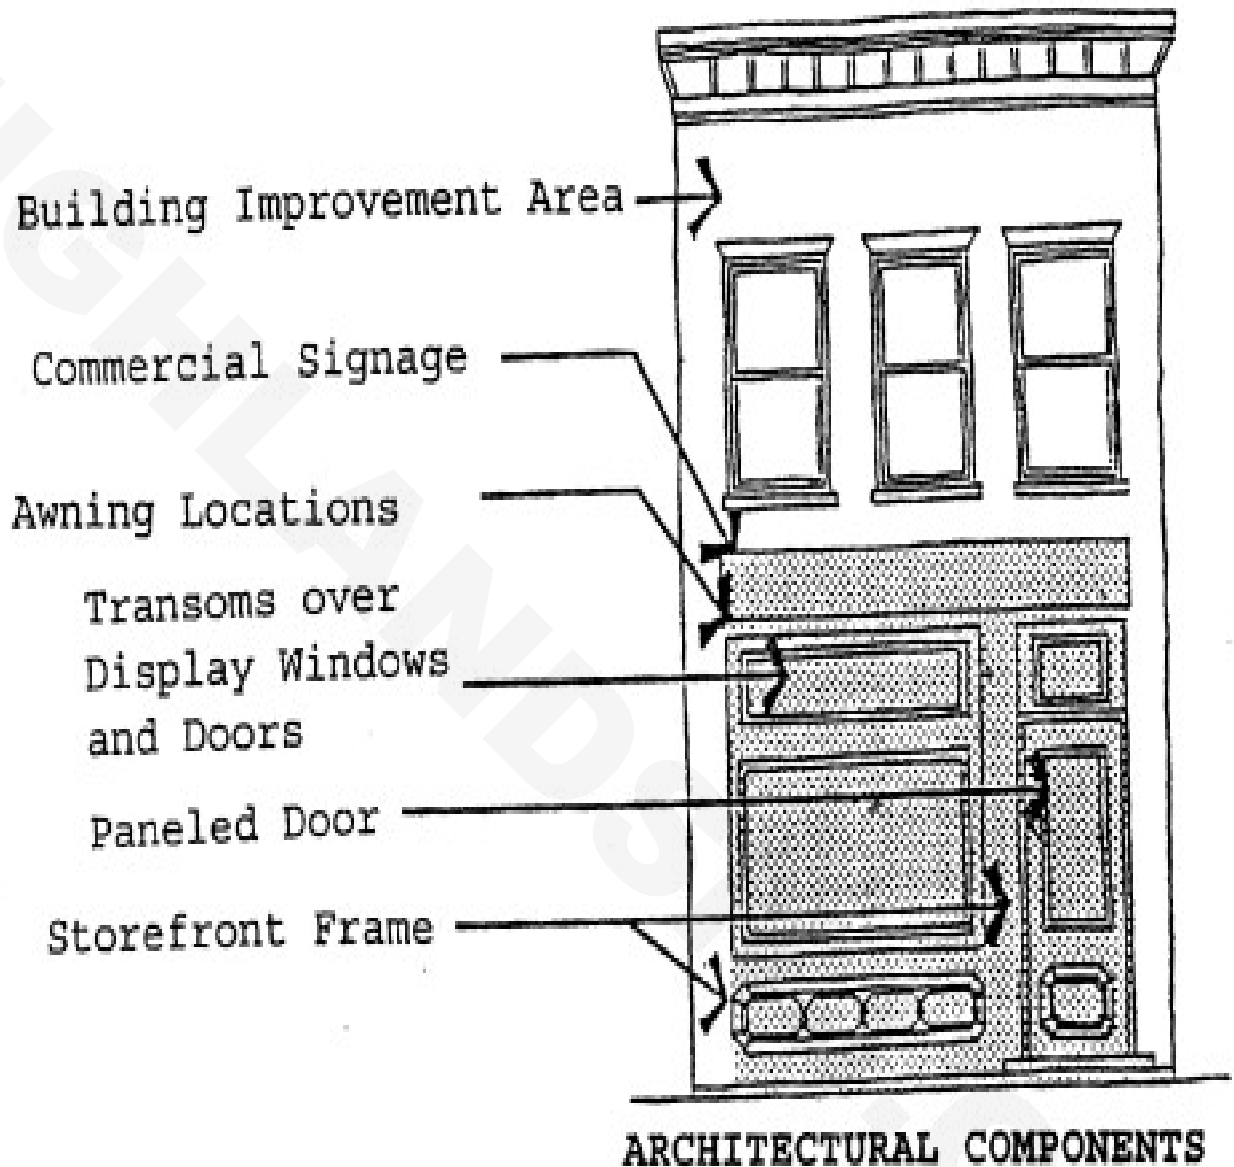 Building Improvement Area
Commercial Signage
Awning Locations
Transoms over
Display Windows
and Doors
Paneled Door
Storefront Frame
ARCHITECTURAL COMPONENTS